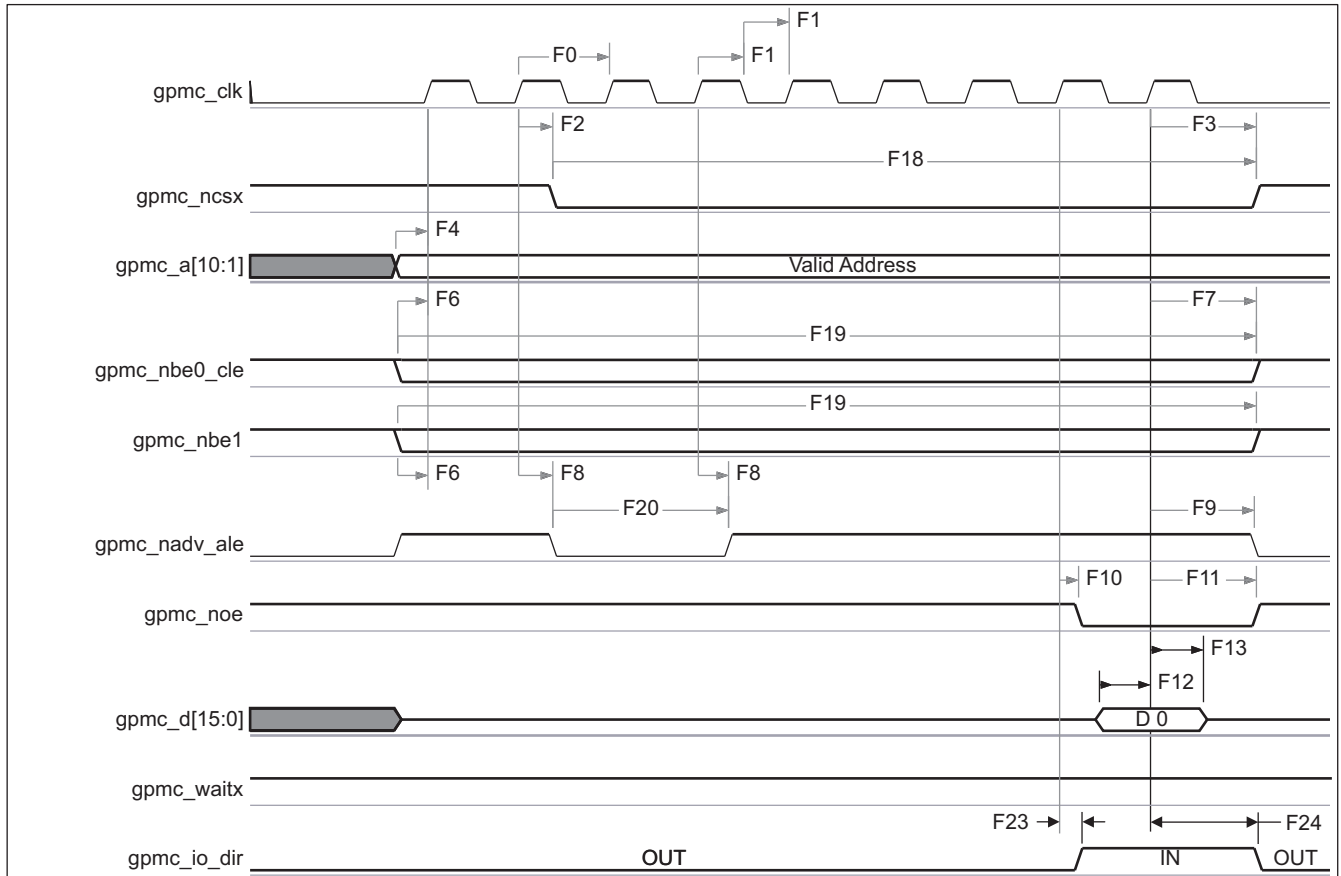 F1
F0
F1
gpmc_clk
F2
F3
F18
gpmc_ncsx
F4
gpmc_a[10:1]
Valid Address
F6
F7
F19
gpmc_nbe0_cle
F19
gpmc_nbe1
F6
F8
F8
F20
F9
gpmc_nadv_ale
F10
F11
gpmc_noe
F13
F12
gpmc_d[15:0]
D 0
gpmc_waitx
F23
F24
gpmc_io_dir
OUT
IN
OUT